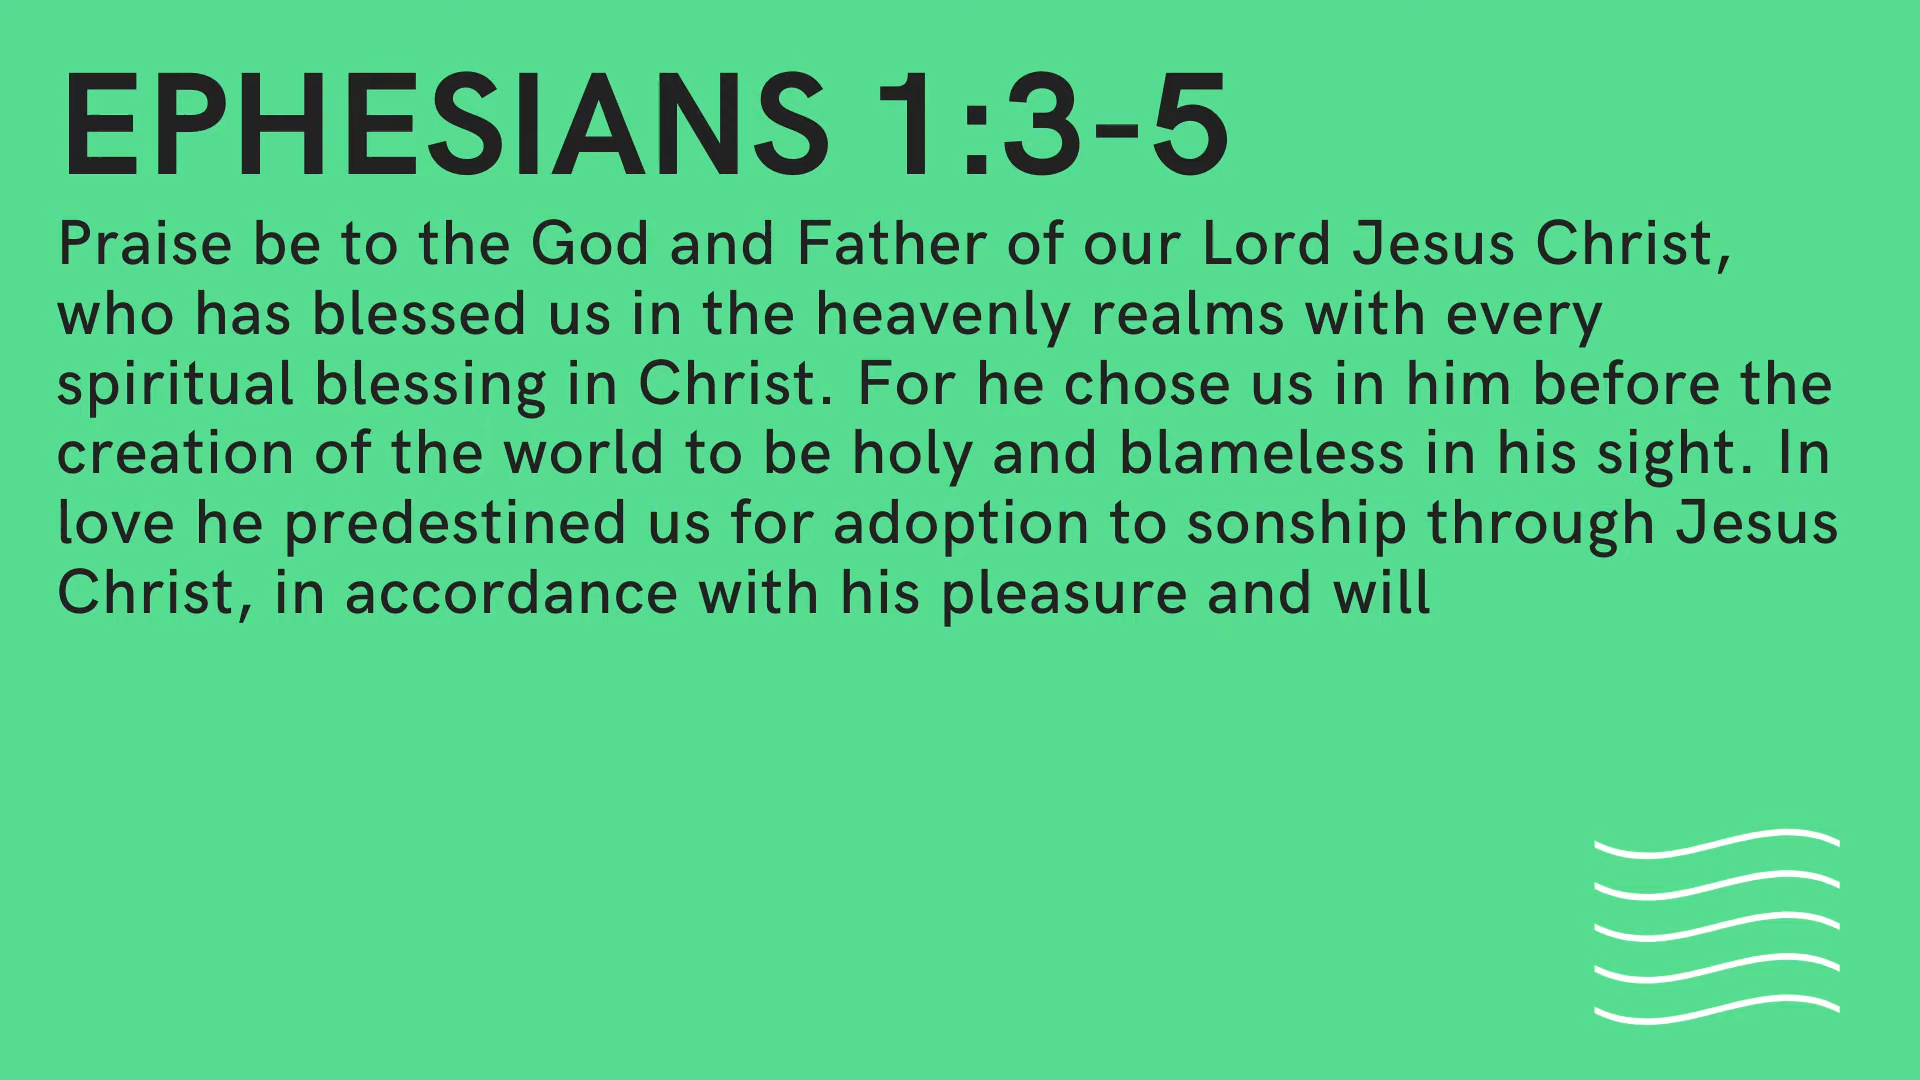 EPHESIANS 1:3-5
Praise be to the God and Father of our Lord Jesus Christ,
who has blessed us in the heavenly realms with every
spiritual blessing in Christ. For he chose us in him before the
creation of the world to be holy and blameless in his sight. In
love he predestined us for adoption to sonship through Jesus
Christ, in accordance with his pleasure and will